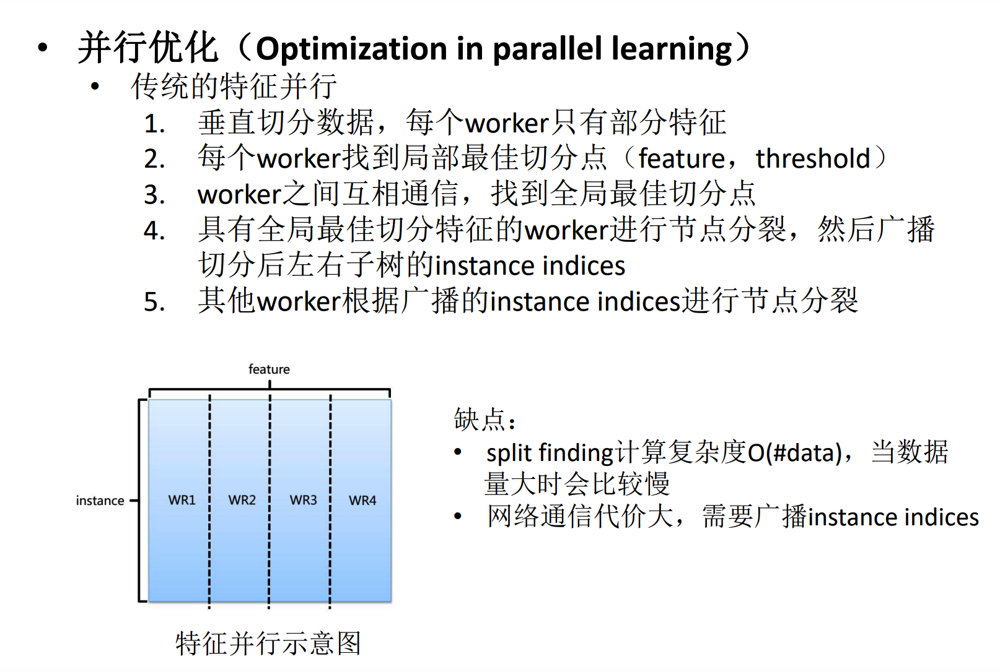 • 并行优化（Optimization in parallel learning）
• 传统的特征并行
1. 垂直切分数据，每个worker只有部分特征
2. 每个worker找到局部最佳切分点（feature，threshold）
3. worker之间互相通信，找到全局最佳切分点
4. 具有全局最佳切分特征的worker进行节点分裂，然后广播
切分后左右子树的instance indices
5. 其他worker根据广播的instance indices进行节点分裂
feature
instance
WR1 WR2 WR3 WR4
特征并行示意图
缺点：
• split finding计算复杂度O(#data)，当数据
量大时会比较慢
• 网络通信代价大，需要广播instance indices